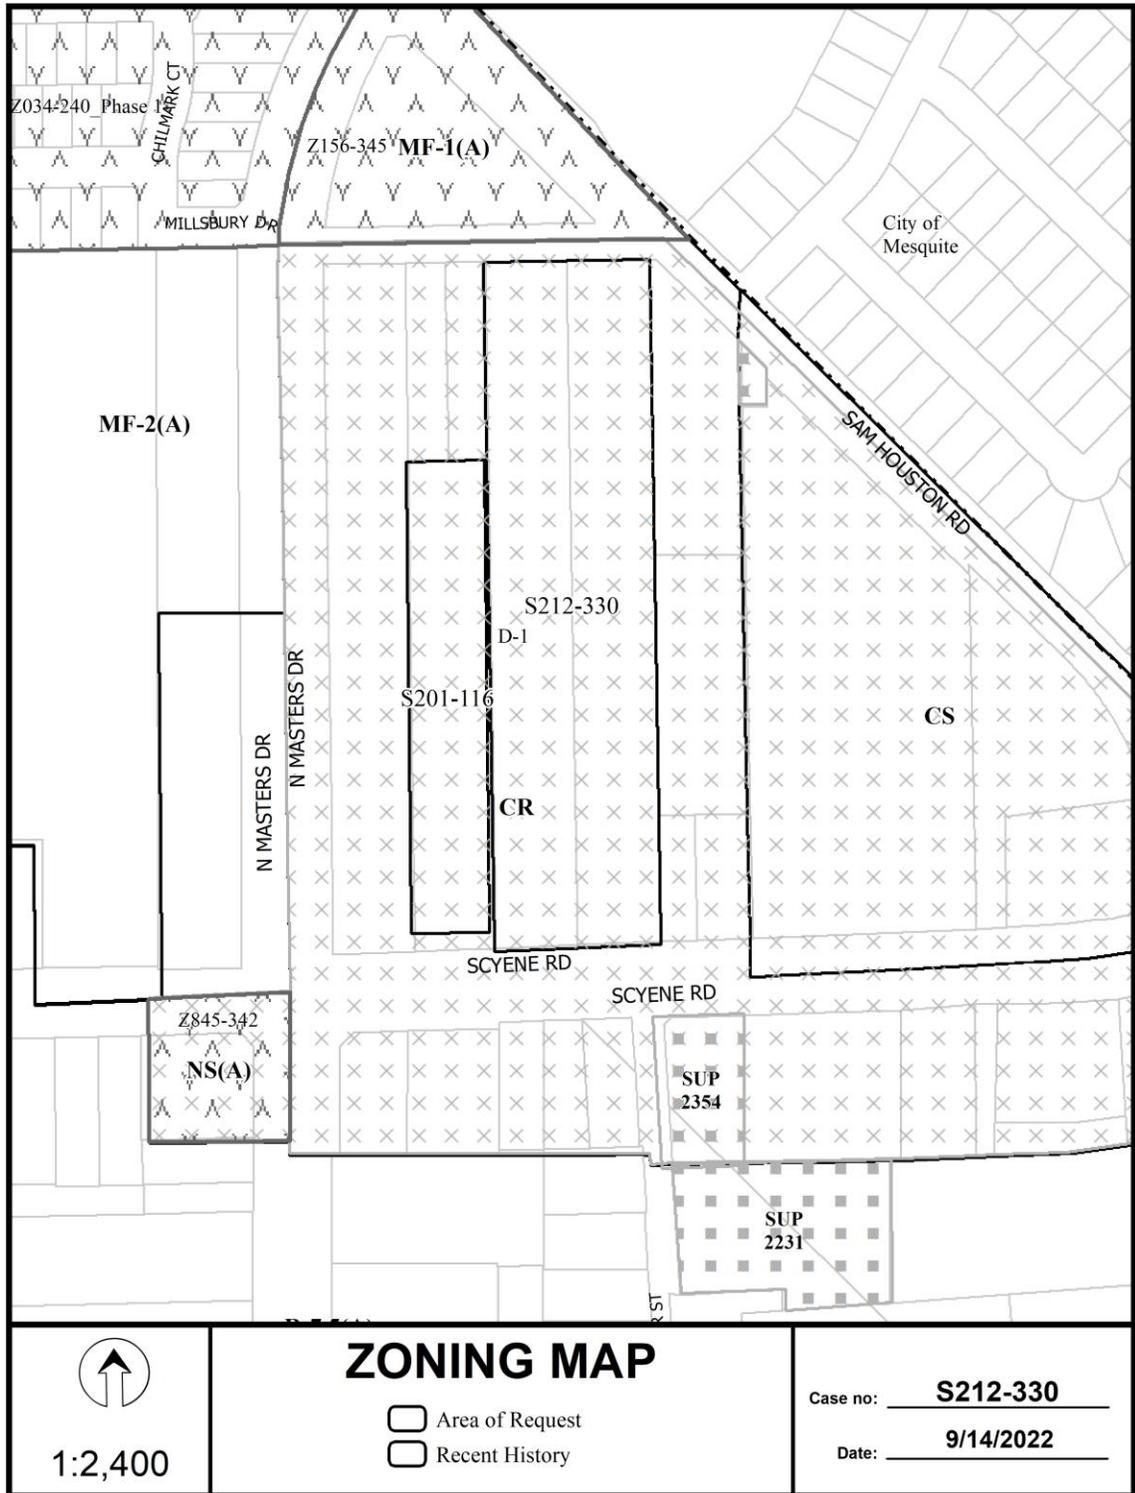 Z034-240_Phase 1
CHILMARK CT
Z156-345 MF-1(A)
MILLSBURY DR
City of
Mesquite
MF-2(A)
SAM HOUSTON RD
S212-330
D-1
S201-116
N MASTERS DR
N MASTERS DR
CS
CR
SCYENE RD
SCYENE RD
Z845-342
NS(A)
SUP
2354
SUP
2231
ST
ZONING MAP
Area of Request
Recent History
1:2,400
Case no: S212-330
Date: 9/14/2022